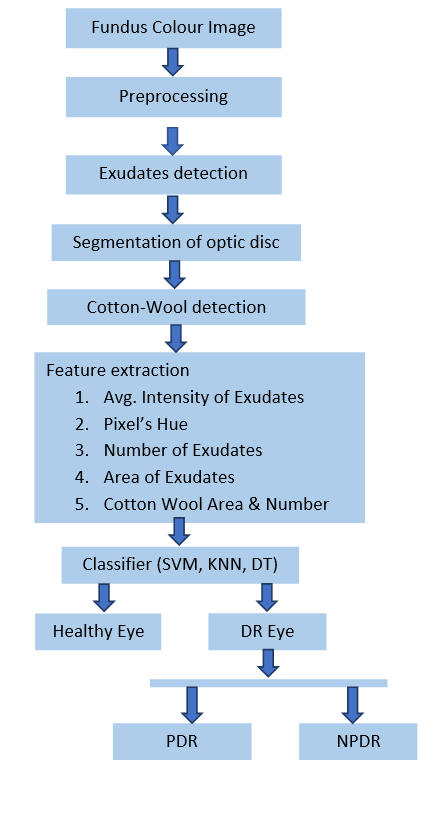 Fundus Colour Image
Preprocessing
Exudates detection
Segmentation of optic disc
Cotton-Wool detection
Feature extraction
1. Avg. Intensity of Exudates
2. Pixel’s Hue
3. Number of Exudates
4. Area of Exudates
5. Cotton Wool Area & Number
Classifier (SVM, KNN, DT)
Healthy Eye
DR Eye
PDR
NPDR